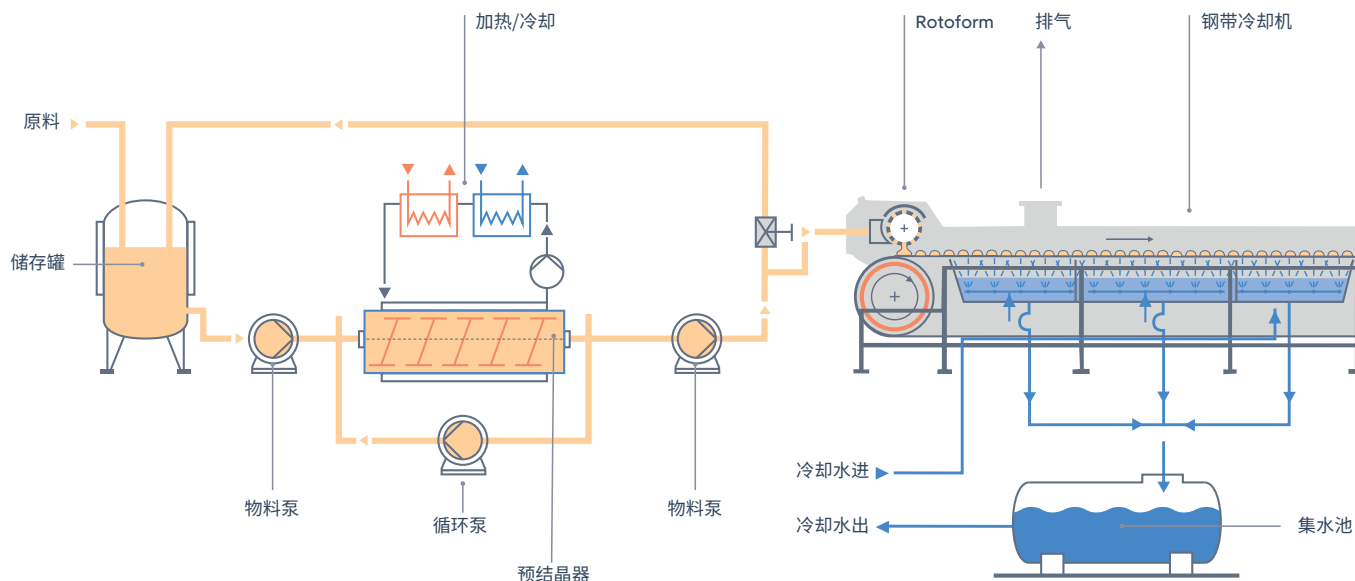 加热/冷却
Rotoform
排气
钢带冷却机
原料
储存罐
冷却水进
物料泵
循环泵
物料泵
冷却水出
集水池
预结晶器